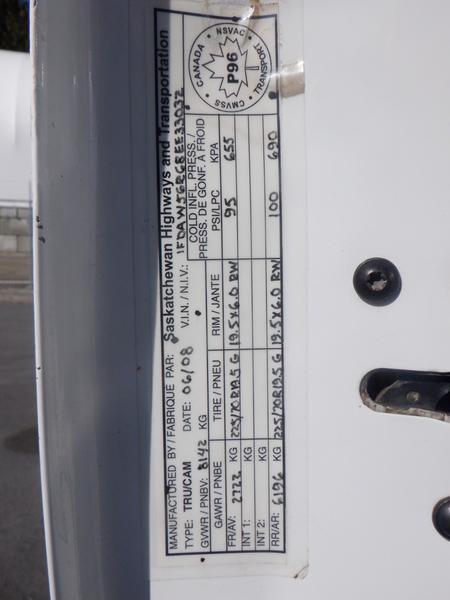 MANUFACTURED BY / FABRIQUE PAR: Saskatchewan Highways and Transportation
TYPE: TRU/CAM DATE: 06/08 V.I.N. / N.I.V.: 1FDAW56R68EE33032
GVWR / PNBV: 8142 KG
COLD INFL. PRESS. / PRESS. DE GONF. A FROID
GAWR / PNBE TIRE / PNEU RIM / JANTE PSI/LPC KPA
FR/AV: 2722 KG 225/70R19.5 G 19.5x6.0 RW 95 655
INT 1: KG
INT 2: KG
RR/AR: 6196 KG 225/70R19.5 G 19.5x6.0 RW 100 690
CANADA
NSVAC
TRANSPORT
CMVSS
P96